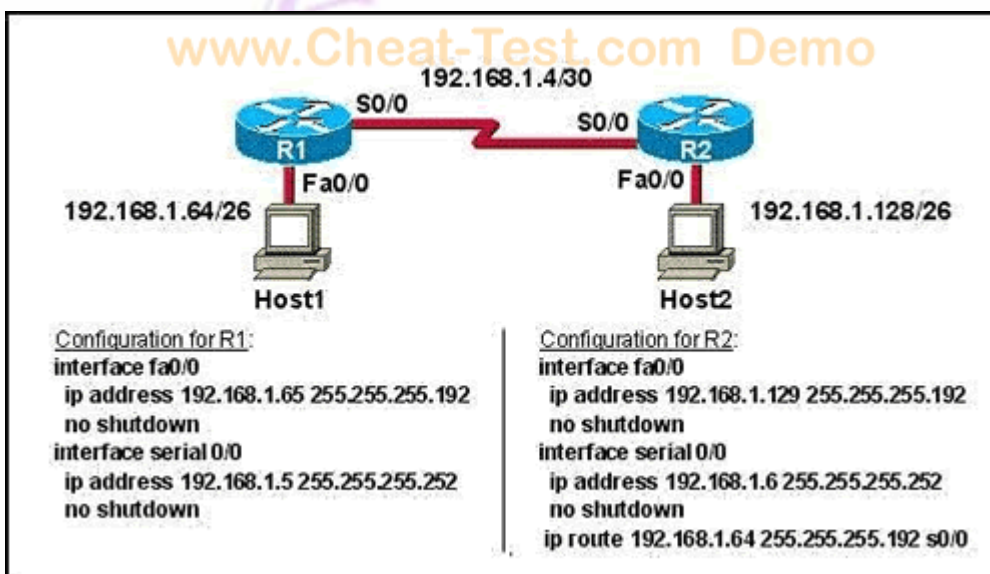 www.Cheat-Test.com Demo
192.168.1.4/30
S0/0
S0/0
R1
R2
Fa0/0
Fa0/0
192.168.1.64/26
192.168.1.128/26
Host1
Host2
Configuration for R1:
interface fa0/0
ip address 192.168.1.65 255.255.255.192
no shutdown
interface serial 0/0
ip address 192.168.1.5 255.255.255.252
no shutdown
Configuration for R2:
interface fa0/0
ip address 192.168.1.129 255.255.255.192
no shutdown
interface serial 0/0
ip address 192.168.1.6 255.255.255.252
no shutdown
ip route 192.168.1.64 255.255.255.192 s0/0